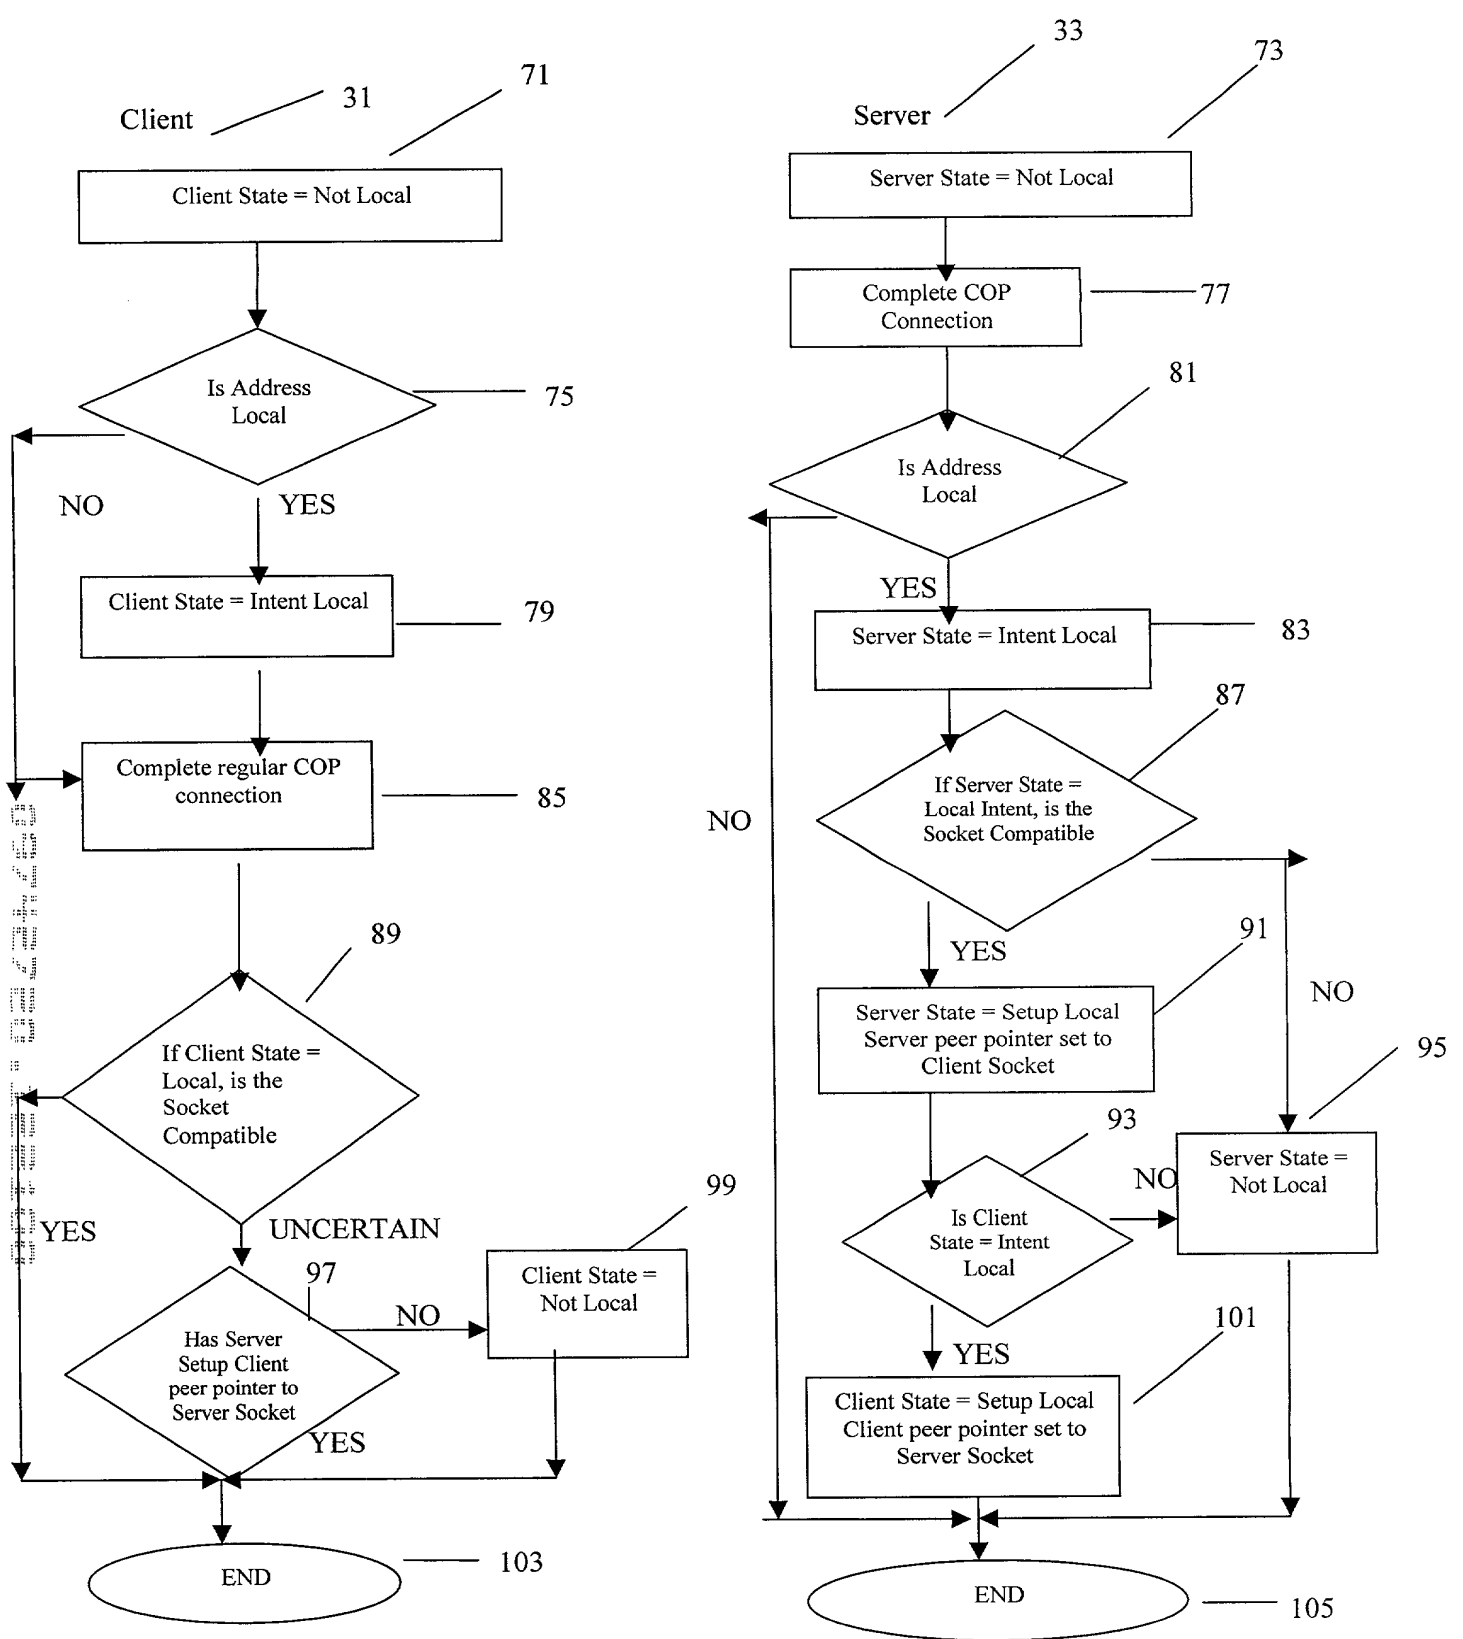 Client
31
71
Client State = Not Local
Is Address
Local
75
NO
YES
Client State = Intent Local
79
Complete regular COP
connection
85
89
If Client State =
Local, is the
Socket
Compatible
YES
UNCERTAIN
97
NO
99
Client State =
Not Local
Has Server
Setup Client
peer pointer to
Server Socket
YES
END
103
Server
33
73
Server State = Not Local
Complete COP
Connection
77
81
Is Address
Local
YES
NO
Server State = Intent Local
83
87
If Server State =
Local Intent, is the
Socket Compatible
YES
NO
91
Server State = Setup Local
Server peer pointer set to
Client Socket
93
95
NO
Server State =
Not Local
Is Client
State = Intent
Local
YES
101
Client State = Setup Local
Client peer pointer set to
Server Socket
END
105